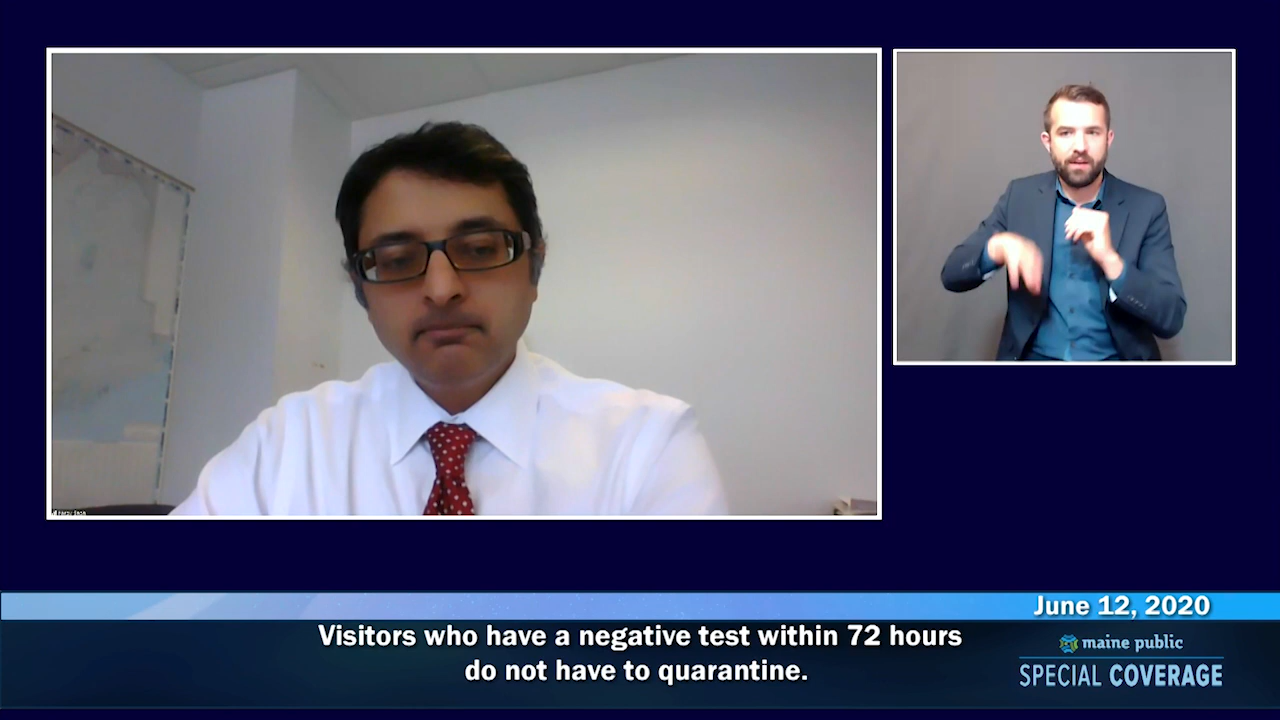 June 12, 2020
Visitors who have a negative test within 72 hours
do not have to quarantine.
maine public
SPECIAL COVERAGE